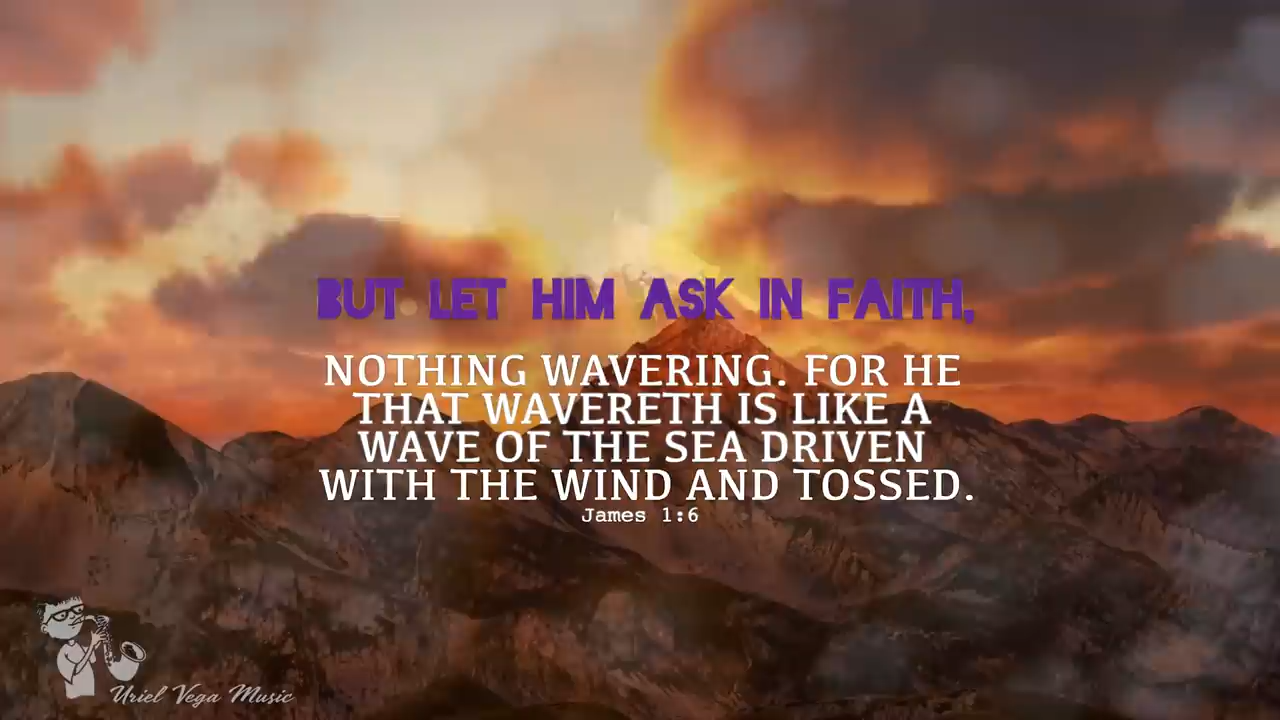 BUT LET HIM ASK IN FAITH,
NOTHING WAVERING. FOR HE
THAT WAVERETH IS LIKE A
WAVE OF THE SEA DRIVEN
WITH THE WIND AND TOSSED.
James 1:6
Uriel Vega Music